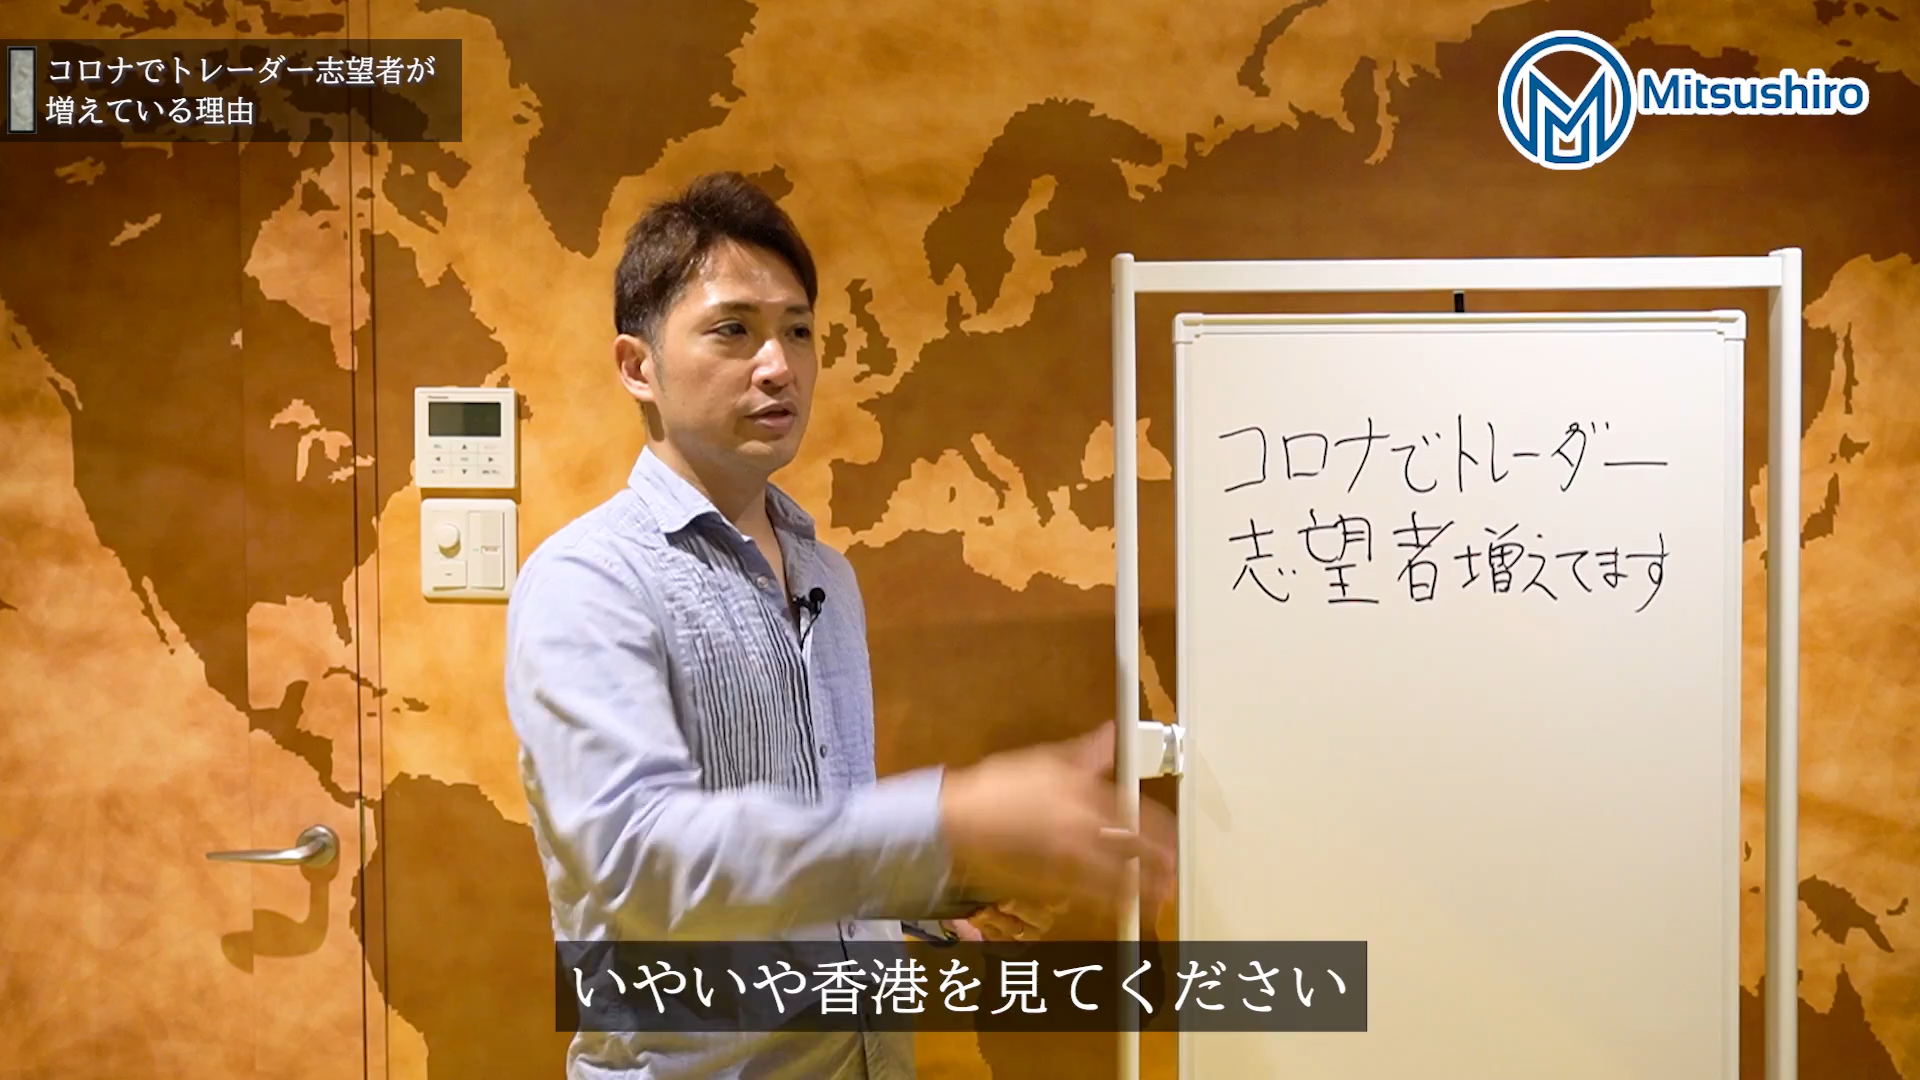 コロナでトレーダー志望者が
増えている理由
Mitsushiro
コロナでトレーダー
志望者増えてます
いやいや香港を見てください